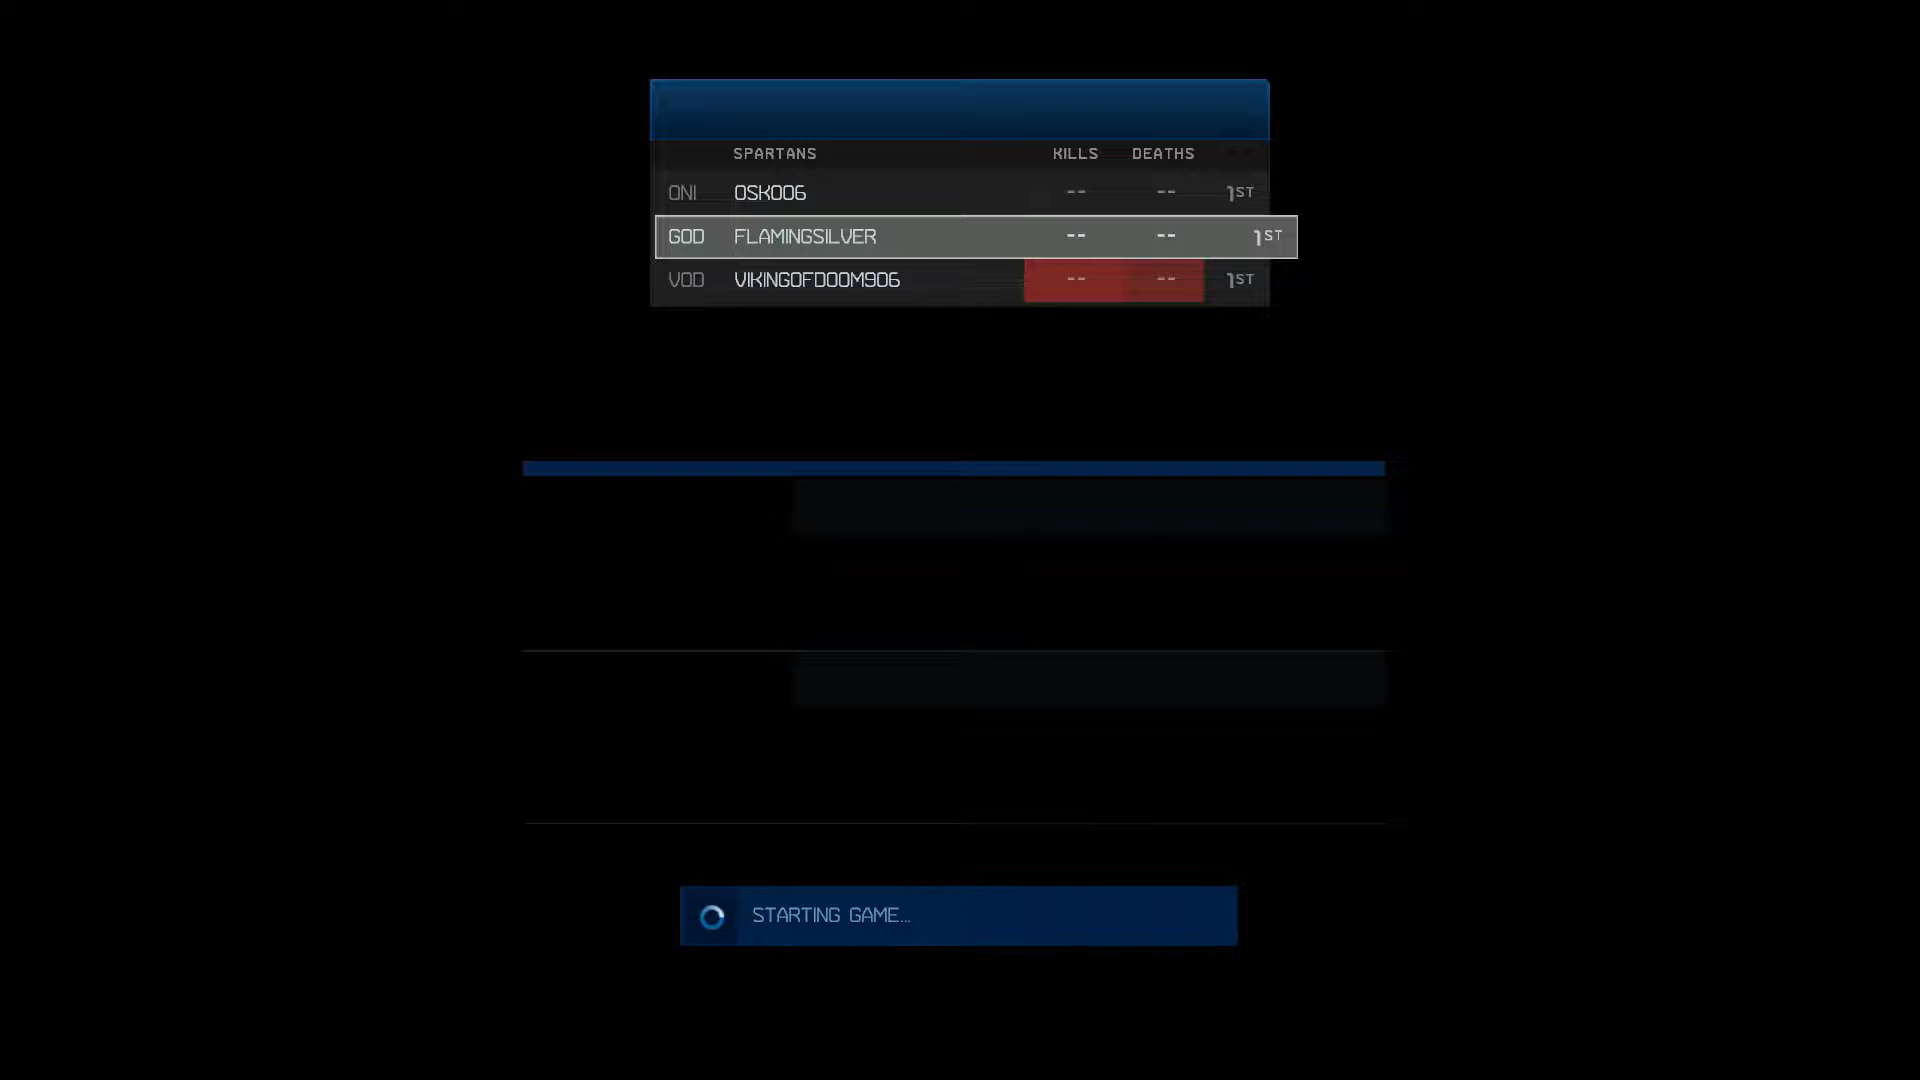 SPARTANS KILLS DEATHS
ONI OSK006 -- -- 1ST
GOD FLAMINGSILVER -- -- 1ST
VOD VIKINGOFDOOM906 -- -- 1ST
STARTING GAME...